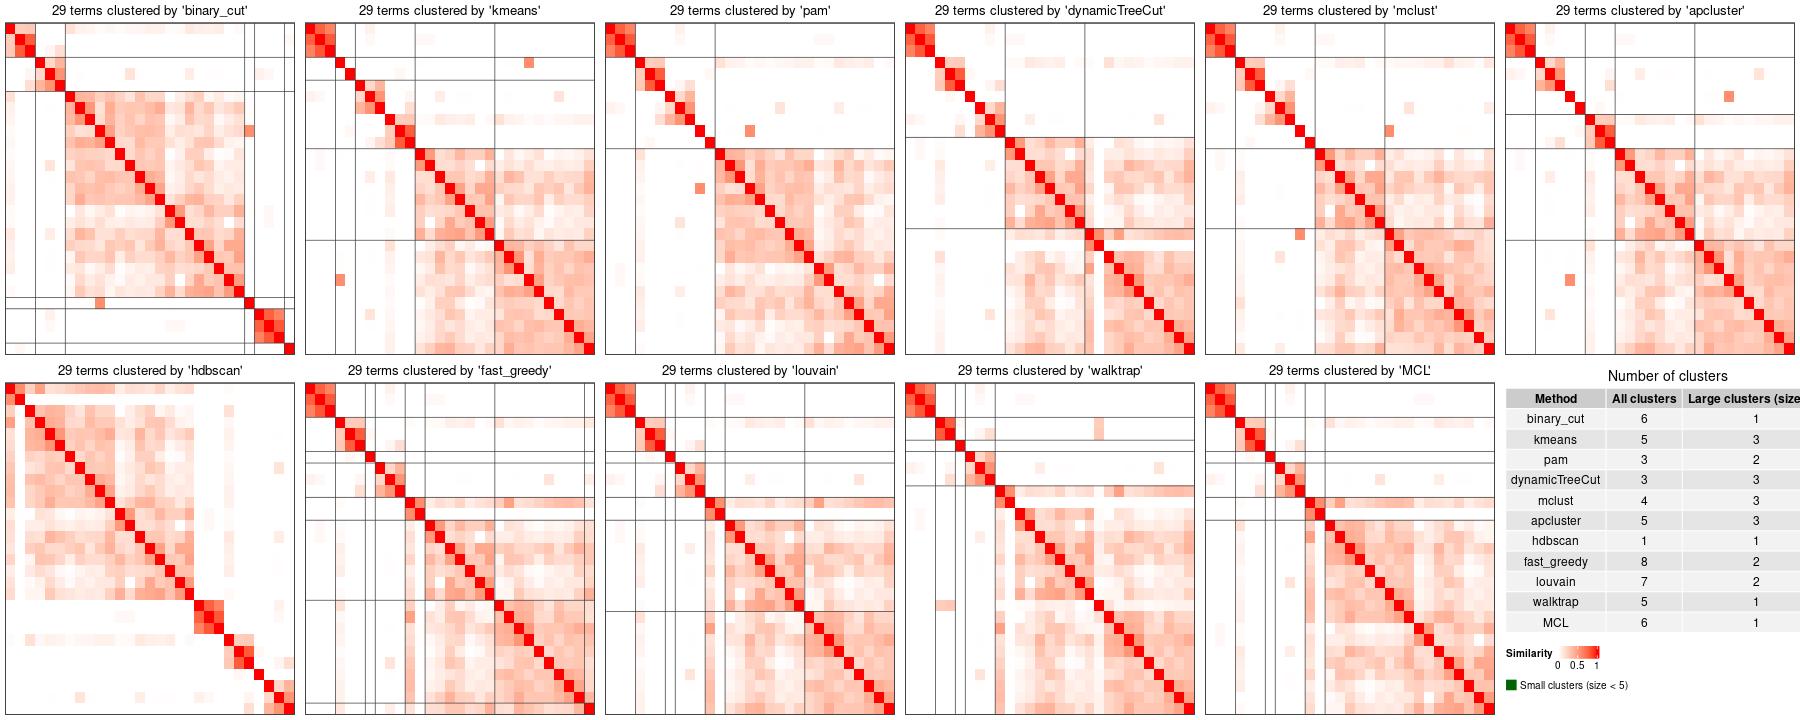 29 terms clustered by 'binary_cut'
29 terms clustered by 'kmeans'
29 terms clustered by 'pam'
29 terms clustered by 'dynamicTreeCut'
29 terms clustered by 'mclust'
29 terms clustered by 'apcluster'
29 terms clustered by 'hdbscan'
29 terms clustered by 'fast_greedy'
29 terms clustered by 'louvain'
29 terms clustered by 'walktrap'
29 terms clustered by 'MCL'
Number of clusters
Method All clusters Large clusters (size
binary_cut 6 1
kmeans 5 3
pam 3 2
dynamicTreeCut 3 3
mclust 4 3
apcluster 5 3
hdbscan 1 1
fast_greedy 8 2
louvain 7 2
walktrap 5 1
MCL 6 1
Similarity
0 0.5 1
Small clusters (size < 5)